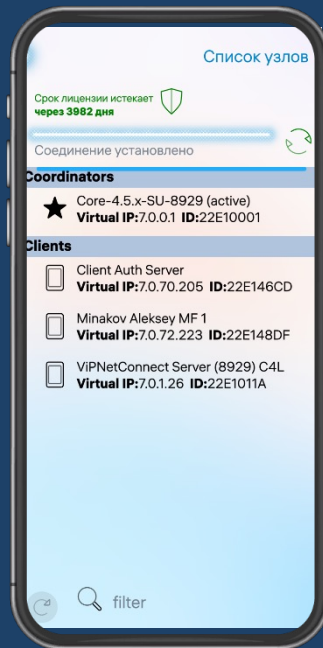 Список узлов
Срок лицензии истекает
через 3982 дня
Соединение установлено
Coordinators
Core-4.5.x-SU-8929 (active)
Virtual IP:7.0.0.1 ID:22E10001
Clients
Client Auth Server
Virtual IP:7.0.70.205 ID:22E146CD
Minakov Aleksey MF 1
Virtual IP:7.0.72.223 ID:22E148DF
ViPNetConnect Server (8929) C4L
Virtual IP:7.0.1.26 ID:22E1011A
filter